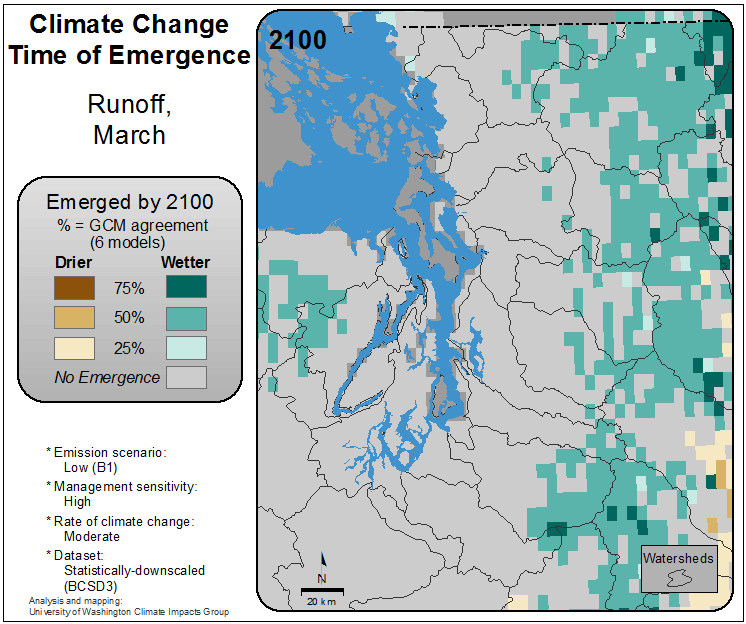 Climate Change
Time of Emergence
Runoff,
March
Emerged by 2100
% = GCM agreement
(6 models)
Drier Wetter
75%
50%
25%
No Emergence
* Emission scenario:
Low (B1)
* Management sensitivity:
High
* Rate of climate change:
Moderate
* Dataset:
Statistically-downscaled
(BCSD3)
Analysis and mapping:
University of Washington Climate Impacts Group
2100
N
20 km
Watersheds